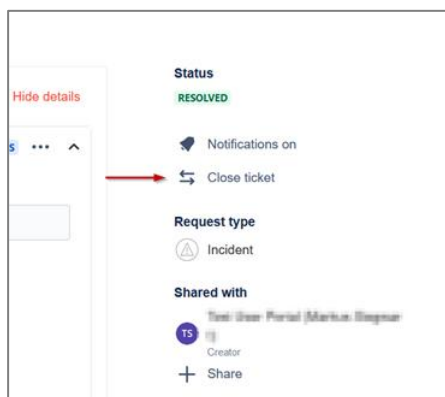 Status
Hide details
RESOLVED
S
Notifications on
Close ticket
Request type
Incident
Shared with
TS
Creator
Share